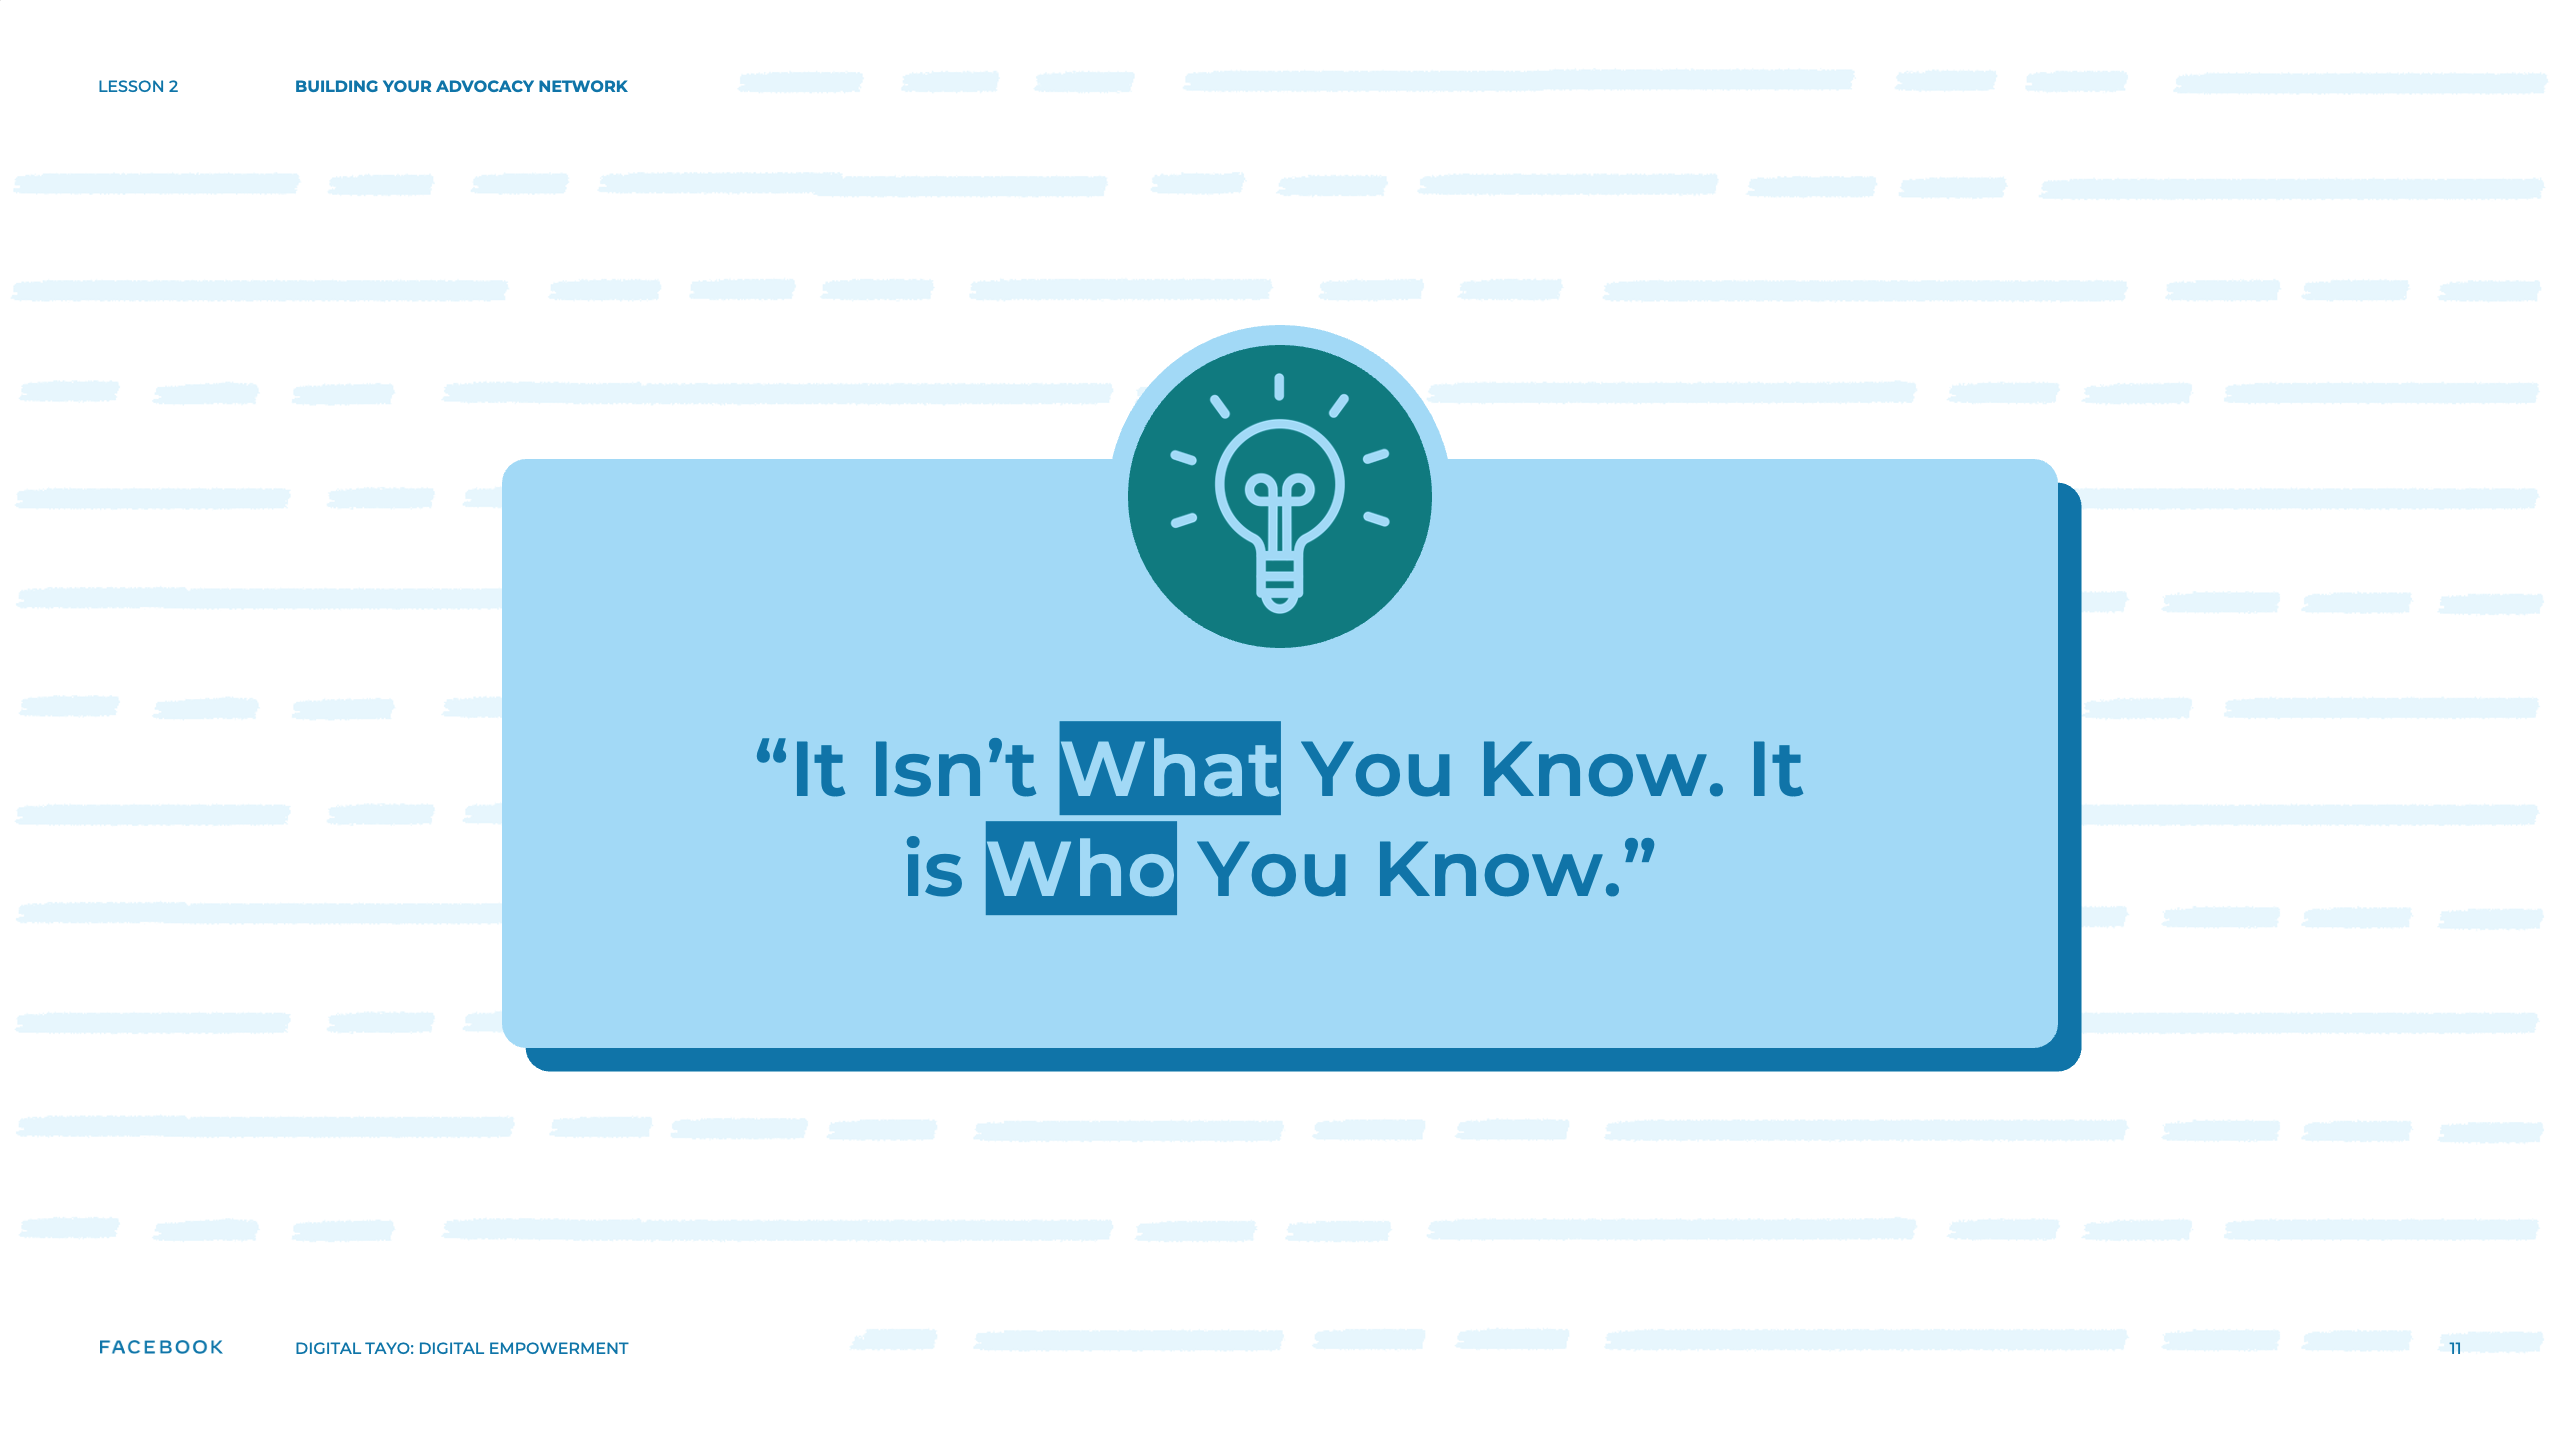 LESSON 2
BUILDING YOUR ADVOCACY NETWORK
“It Isn’t What You Know. It
is Who You Know.”
FACEBOOK
DIGITAL TAYO: DIGITAL EMPOWERMENT
11